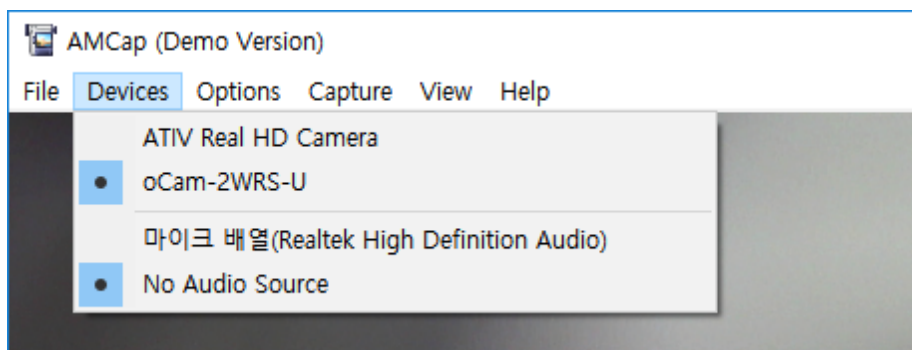 AMCap (Demo Version)
File Devices Options Capture View Help
ATIV Real HD Camera
oCam-2WRS-U
마이크 배열(Realtek High Definition Audio)
No Audio Source